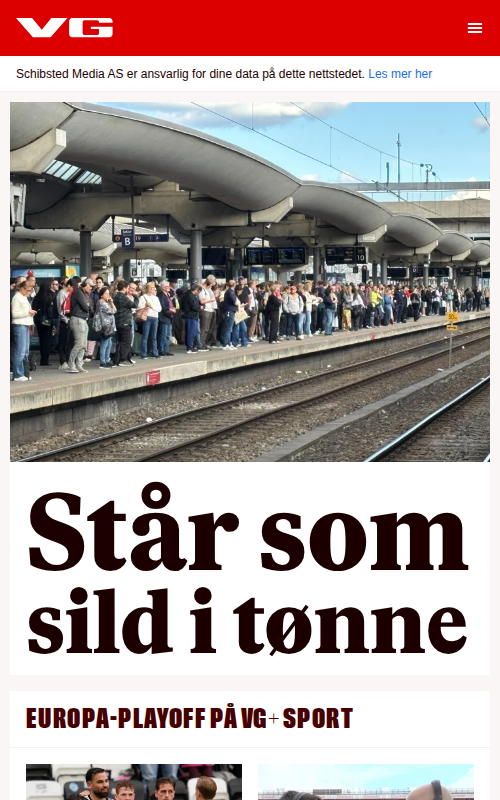 VG
Schibsted Media AS er ansvarlig for dine data på dette nettstedet. Les mer her
B
Står som
sild i tønne
EUROPA-PLAYOFF PÅ VG+ SPORT